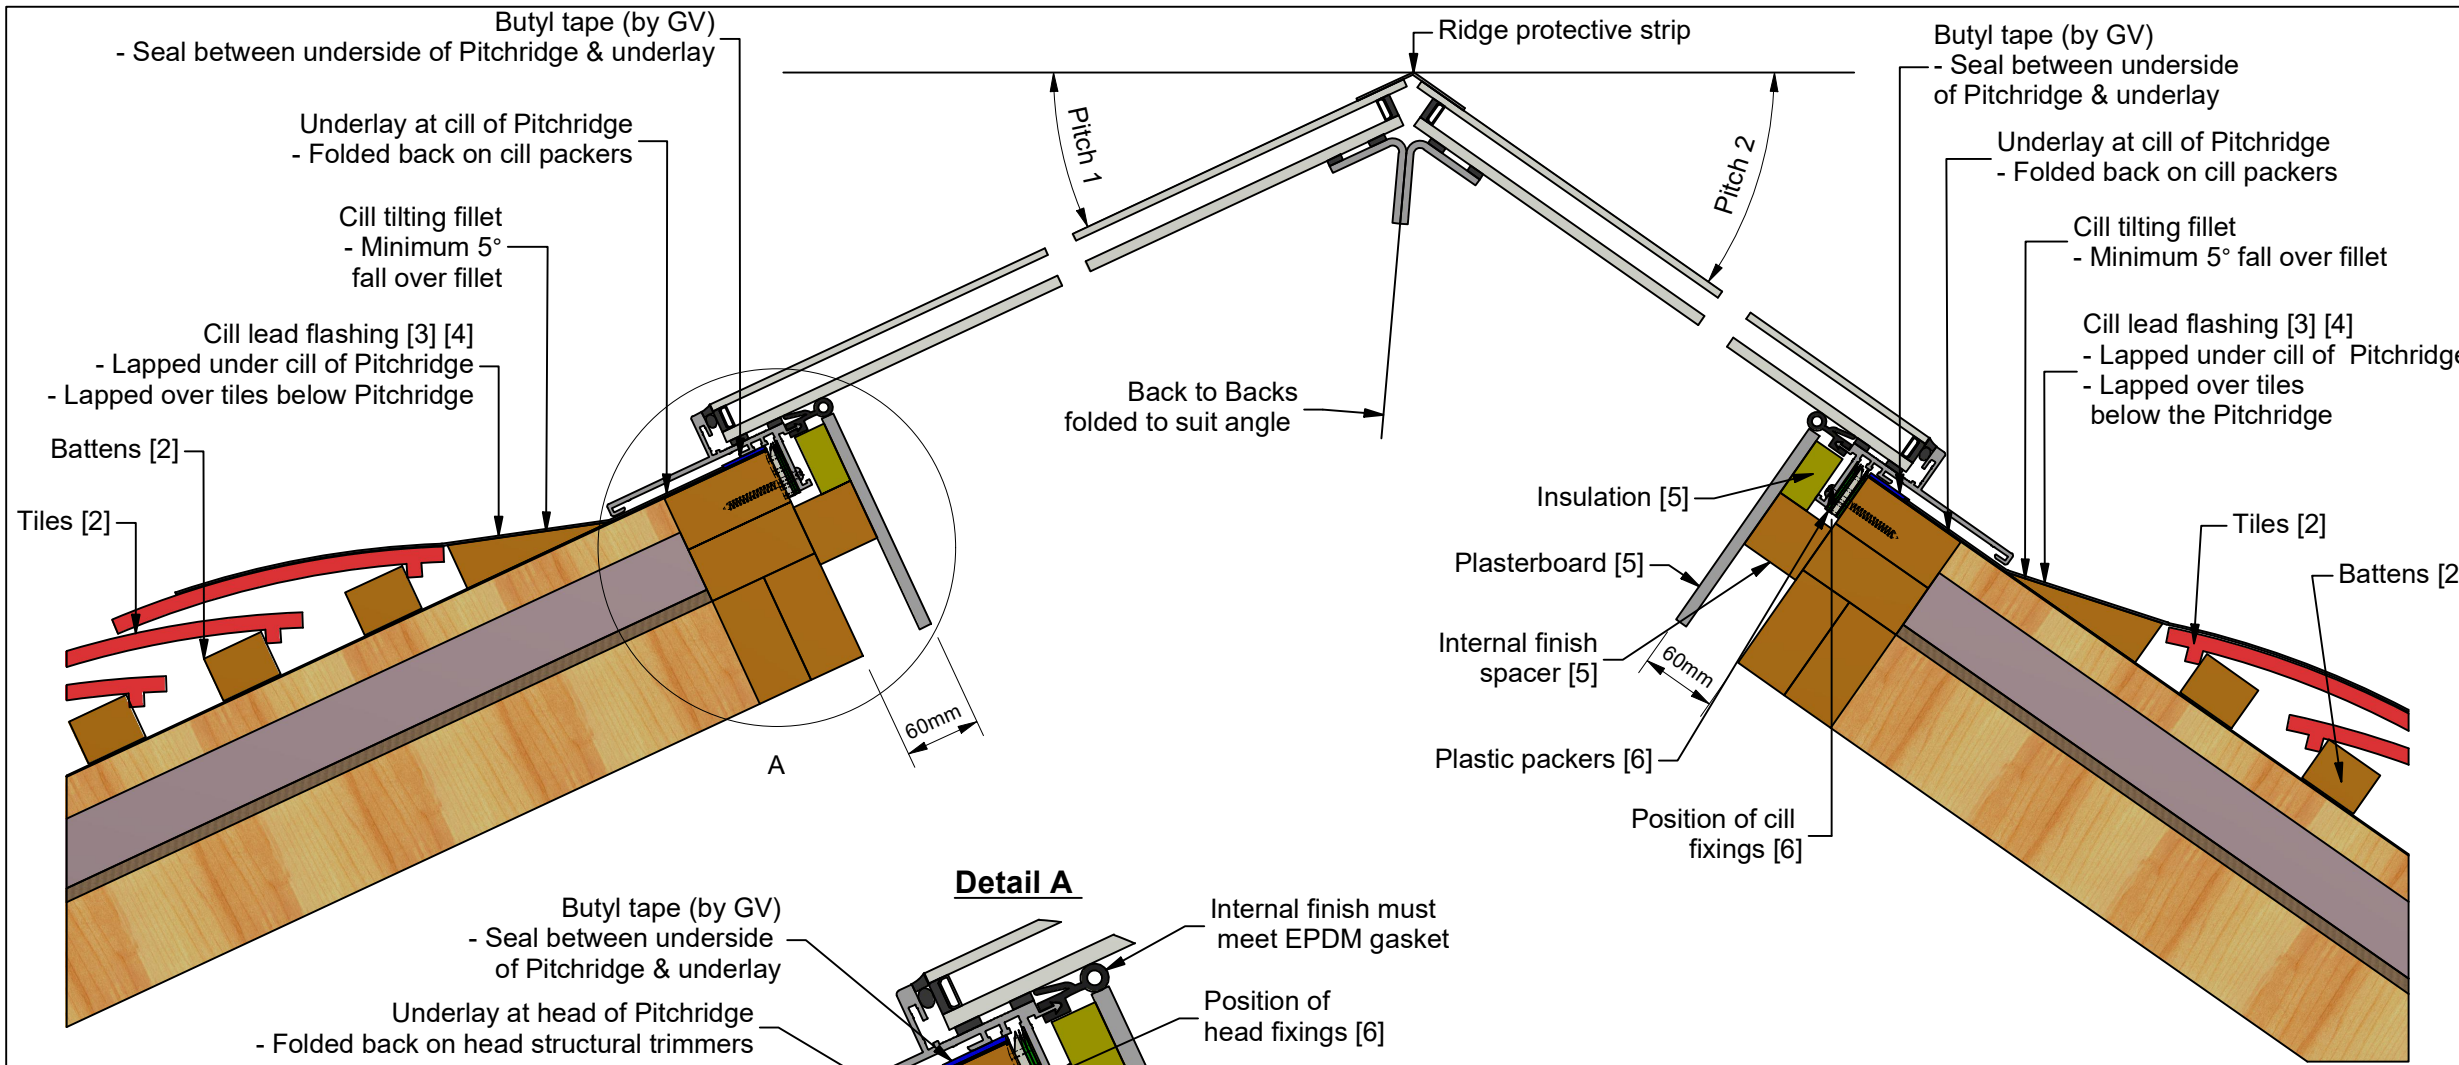 Butyl tape (by GV)
- Seal between underside of Pitchridge & underlay
Underlay at cill of Pitchridge
- Folded back on cill packers
Cill tilting fillet
- Minimum 5°
fall over fillet
Cill lead flashing [3] [4]
- Lapped under cill of Pitchridge
- Lapped over tiles below Pitchridge
Battens [2]
Tiles [2]
Ridge protective strip
Pitch 1
Pitch 2
Back to Backs
folded to suit angle
Butyl tape (by GV)
- Seal between underside
of Pitchridge & underlay
Underlay at cill of Pitchridge
- Folded back on cill packers
Cill tilting fillet
- Minimum 5° fall over fillet
Cill lead flashing [3] [4]
- Lapped under cill of Pitchridge
- Lapped over tiles
below the Pitchridge
Tiles [2]
Battens [2
Insulation [5]
Plasterboard [5]
Internal finish
spacer [5]
60mm
Plastic packers [6]
Position of cill
fixings [6]
60mm
A
Detail A
Butyl tape (by GV)
- Seal between underside
of Pitchridge & underlay
Underlay at head of Pitchridge
- Folded back on head structural trimmers
Internal finish must
meet EPDM gasket
Position of
head fixings [6]